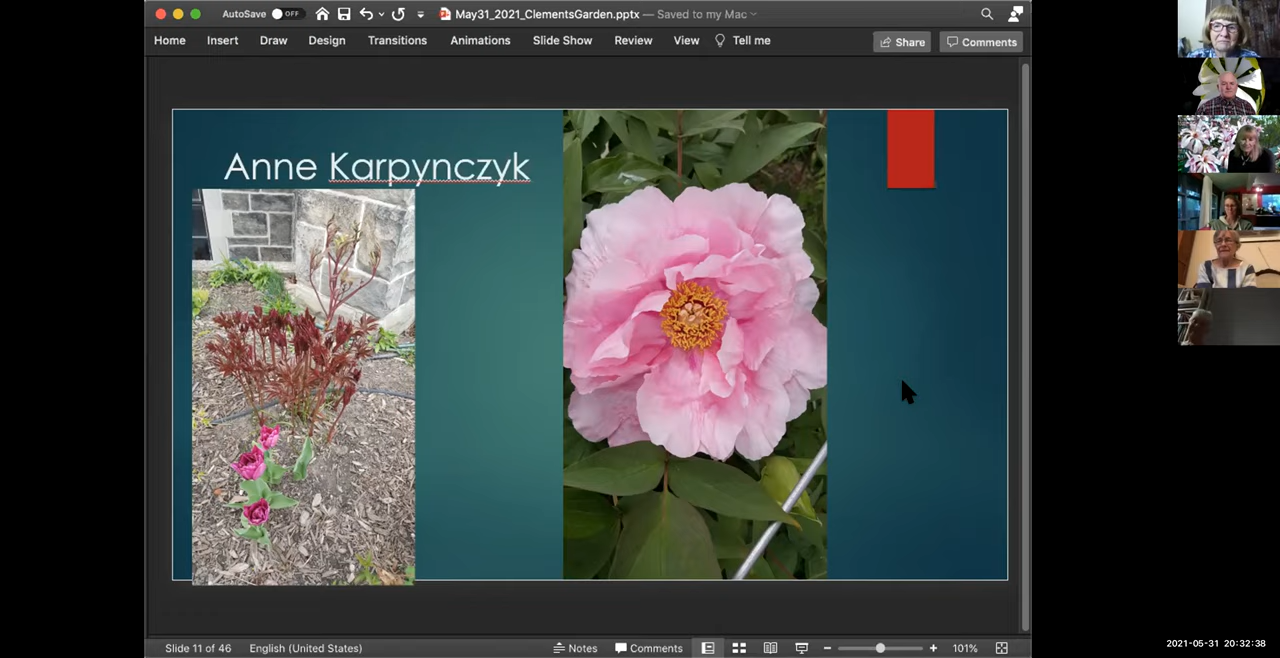 AutoSave OFF May31_2021_ClementsGarden.pptx — Saved to my Mac
Home Insert Draw Design Transitions Animations Slide Show Review View Tell me Share Comments
Anne Karpynczyk
Slide 11 of 46 English (United States) Notes Comments 101%
2021-05-31 20:32:38